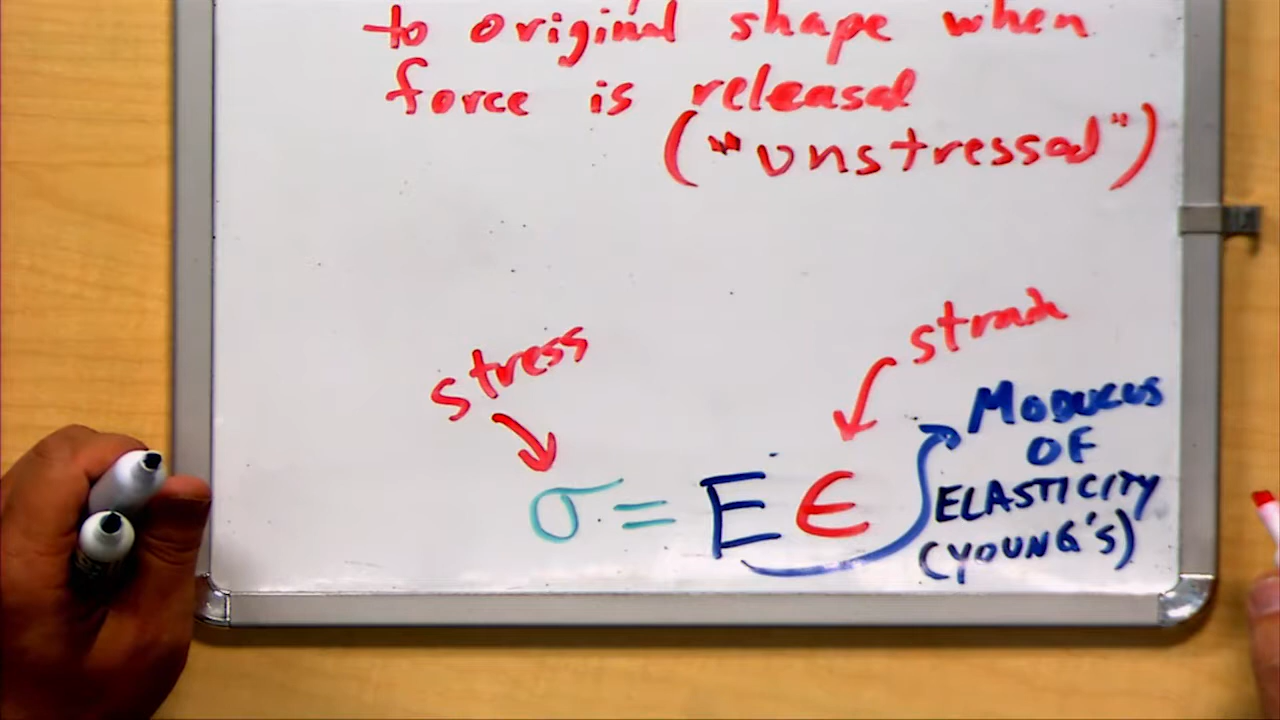 to original shape when
force is released
("unstressed")
stress
strain
σ = E ϵ
MODULUS
OF
ELASTICITY
(YOUNG'S)